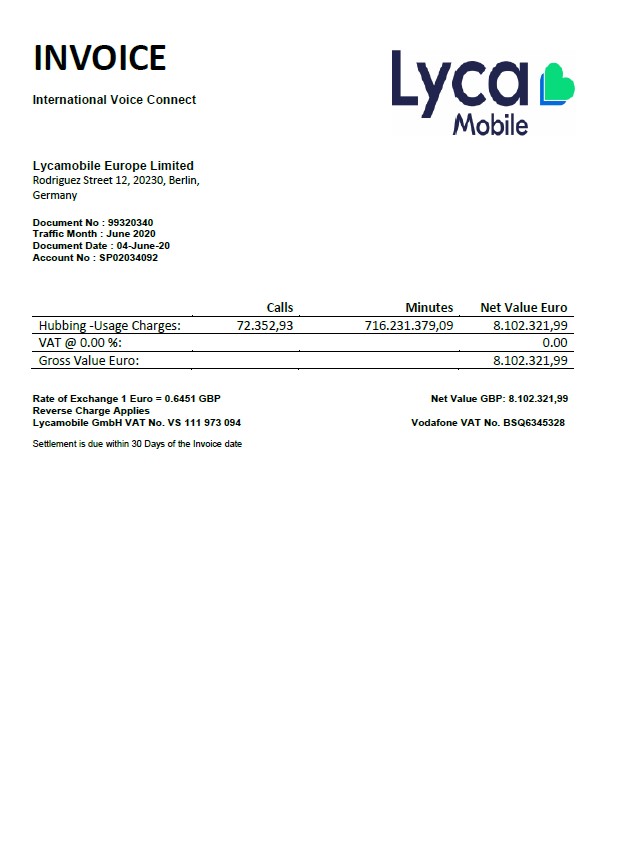 INVOICE
Lyca
Mobile
International Voice Connect
Lycamobile Europe Limited
Rodriguez Street 12, 20230, Berlin,
Germany
Document No : 99320340
Traffic Month : June 2020
Document Date : 04-June-20
Account No : SP02034092
Calls Minutes Net Value Euro
Hubbing -Usage Charges: 72.352,93 716.231.379,09 8.102.321,99
VAT @ 0.00 %: 0.00
Gross Value Euro: 8.102.321,99
Rate of Exchange 1 Euro = 0.6451 GBP Net Value GBP: 8.102.321,99
Reverse Charge Applies
Lycamobile GmbH VAT No. VS 111 973 094 Vodafone VAT No. BSQ6345328
Settlement is due within 30 Days of the Invoice date